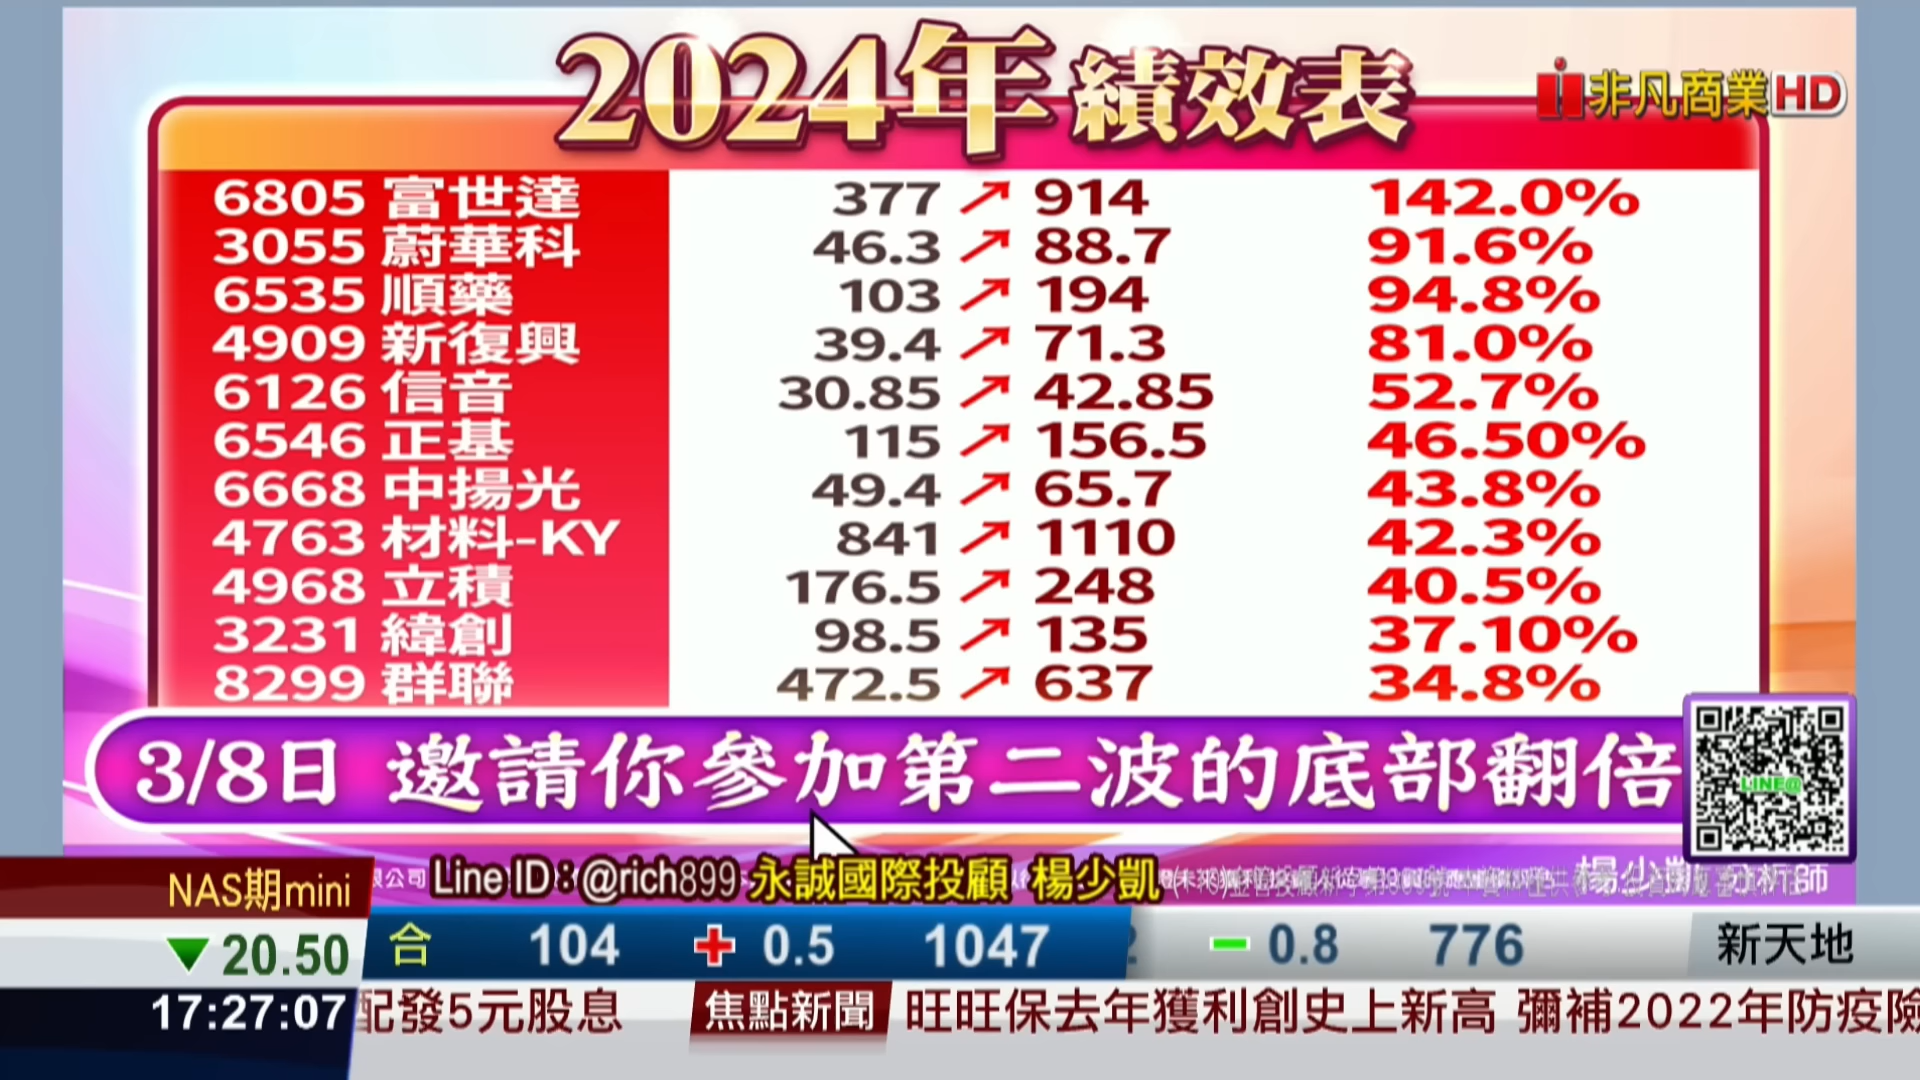 2024年績效表
非凡商業HD
6805 富世達 377 914 142.0%
3055 蔚華科 46.3 88.7 91.6%
6535 順藥 103 194 94.8%
4909 新復興 39.4 71.3 81.0%
6126 信音 30.85 42.85 52.7%
6546 正基 115 156.5 46.50%
6668 中揚光 49.4 65.7 43.8%
4763 材料-KY 841 1110 42.3%
4968 立積 176.5 248 40.5%
3231 緯創 98.5 135 37.10%
8299 群聯 472.5 637 34.8%
3/8日 邀請你參加第二波的底部翻倍
LINE@
NAS期mini
限公司 Line ID：@rich899 永誠國際投顧 楊少凱
楊少凱 分析師
▼20.50 合 104 + 0.5 1047 - 0.8 776 新天地
17:27:07 配發5元股息 焦點新聞 旺旺保去年獲利創史上新高 彌補2022年防疫險